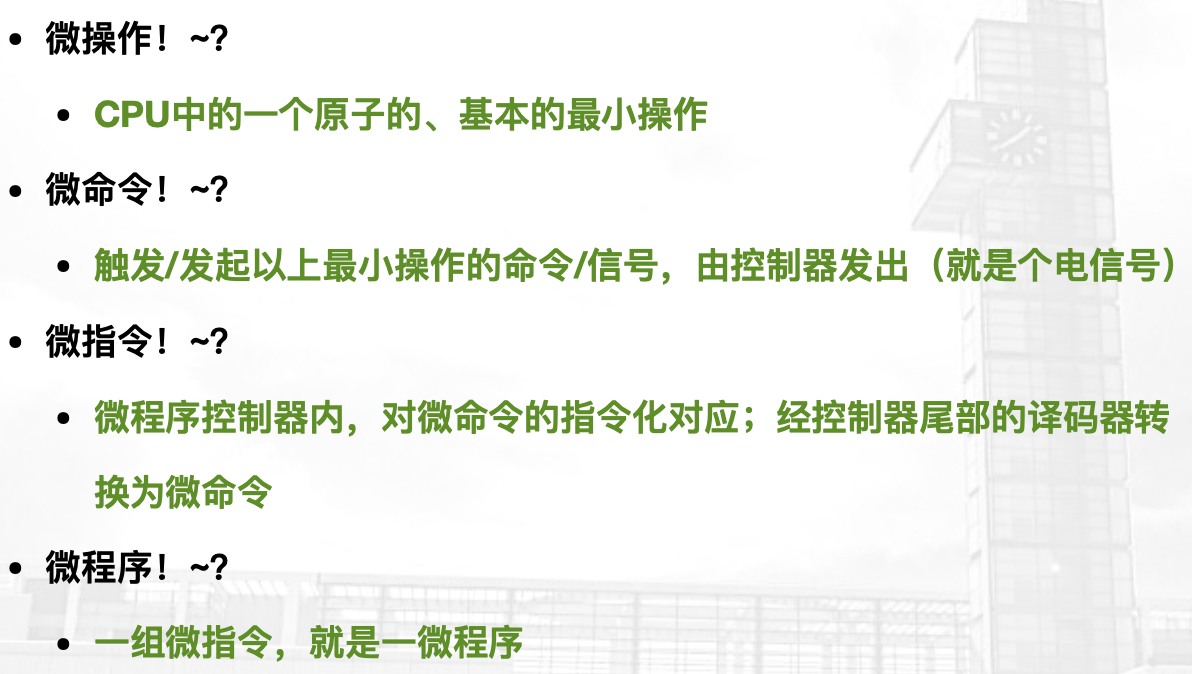 • 微操作！~?
• CPU中的一个原子的、基本的最小操作
• 微命令！~?
• 触发/发起以上最小操作的命令/信号，由控制器发出（就是个电信号）
• 微指令！~?
• 微程序控制器内，对微命令的指令化对应；经控制器尾部的译码器转
换为微命令
• 微程序！~?
• 一组微指令，就是一微程序